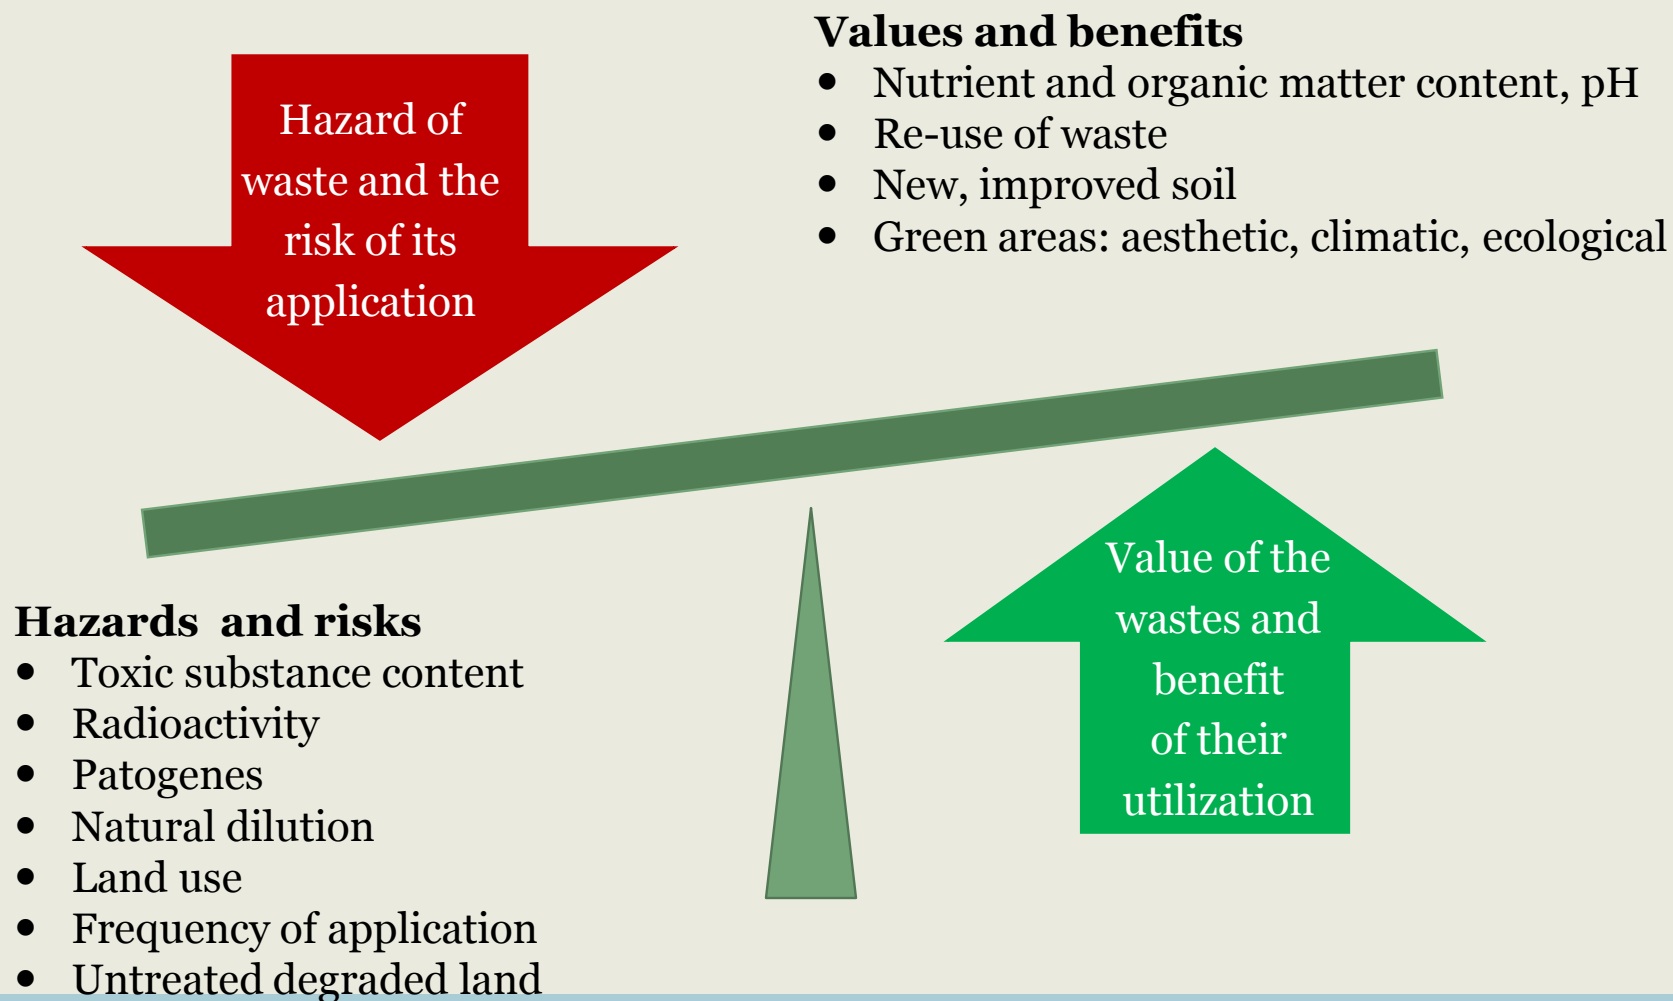 Hazard of
waste and the
risk of its
application
Values and benefits
• Nutrient and organic matter content, pH
• Re-use of waste
• New, improved soil
• Green areas: aesthetic, climatic, ecological
Hazards  and risks
• Toxic substance content
• Radioactivity
• Patogenes
• Natural dilution
• Land use
• Frequency of application
• Untreated degraded land
Value of the
wastes and
benefit
of their
utilization